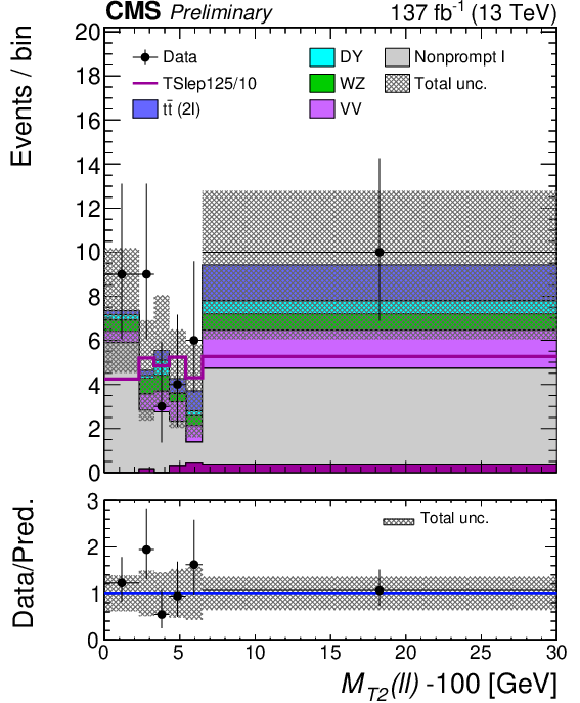 CMS Preliminary 137 fb-1 (13 TeV)
Events / bin
20
18
16
14
12
10
8
6
4
2
0
Data DY Nonprompt l
TSlep125/10 WZ Total unc.
tt̄ (2l) VV
Data/Pred.
3
2
1
0
Total unc.
0 5 10 15 20 25 30
MT2(ll) -100 [GeV]